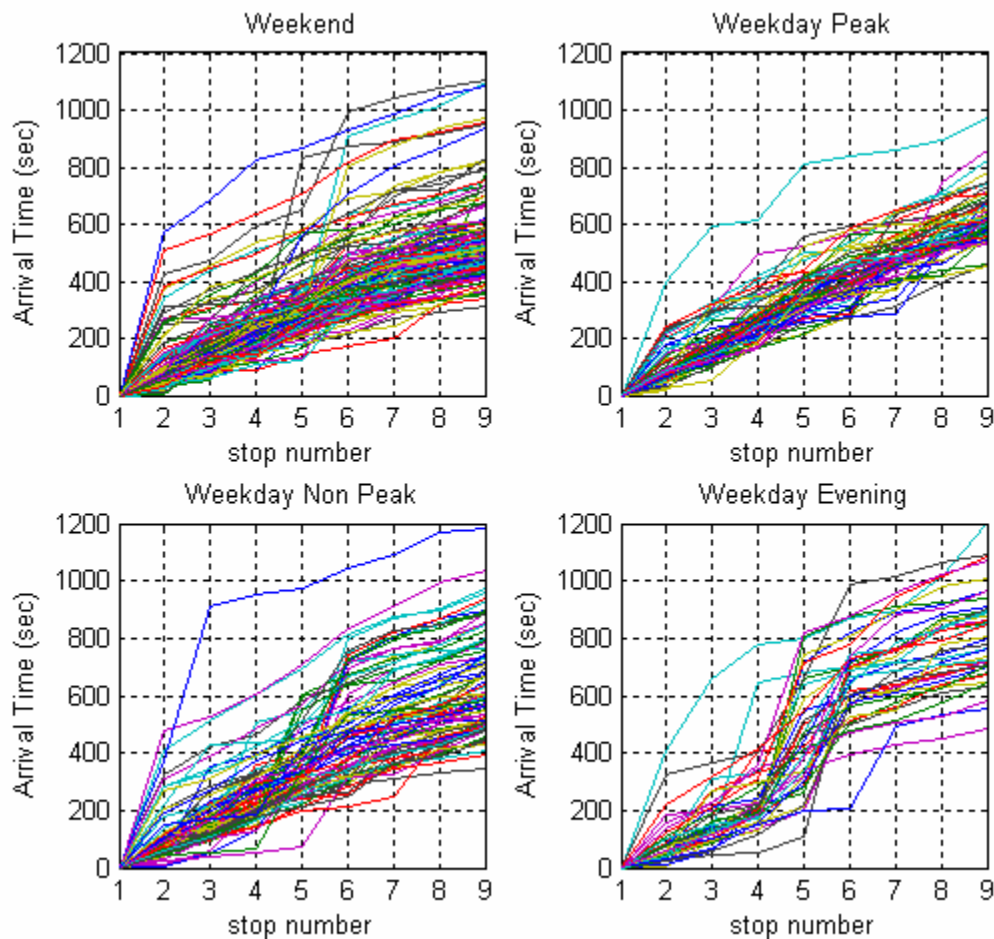 Weekend
1200
1000
800
600
400
200
0
Arrival Time (sec)
1 2 3 4 5 6 7 8 9
stop number
Weekday Peak
1200
1000
800
600
400
200
0
Arrival Time (sec)
1 2 3 4 5 6 7 8 9
stop number
Weekday Non Peak
1200
1000
800
600
400
200
0
Arrival Time (sec)
1 2 3 4 5 6 7 8 9
stop number
Weekday Evening
1200
1000
800
600
400
200
0
Arrival Time (sec)
1 2 3 4 5 6 7 8 9
stop number